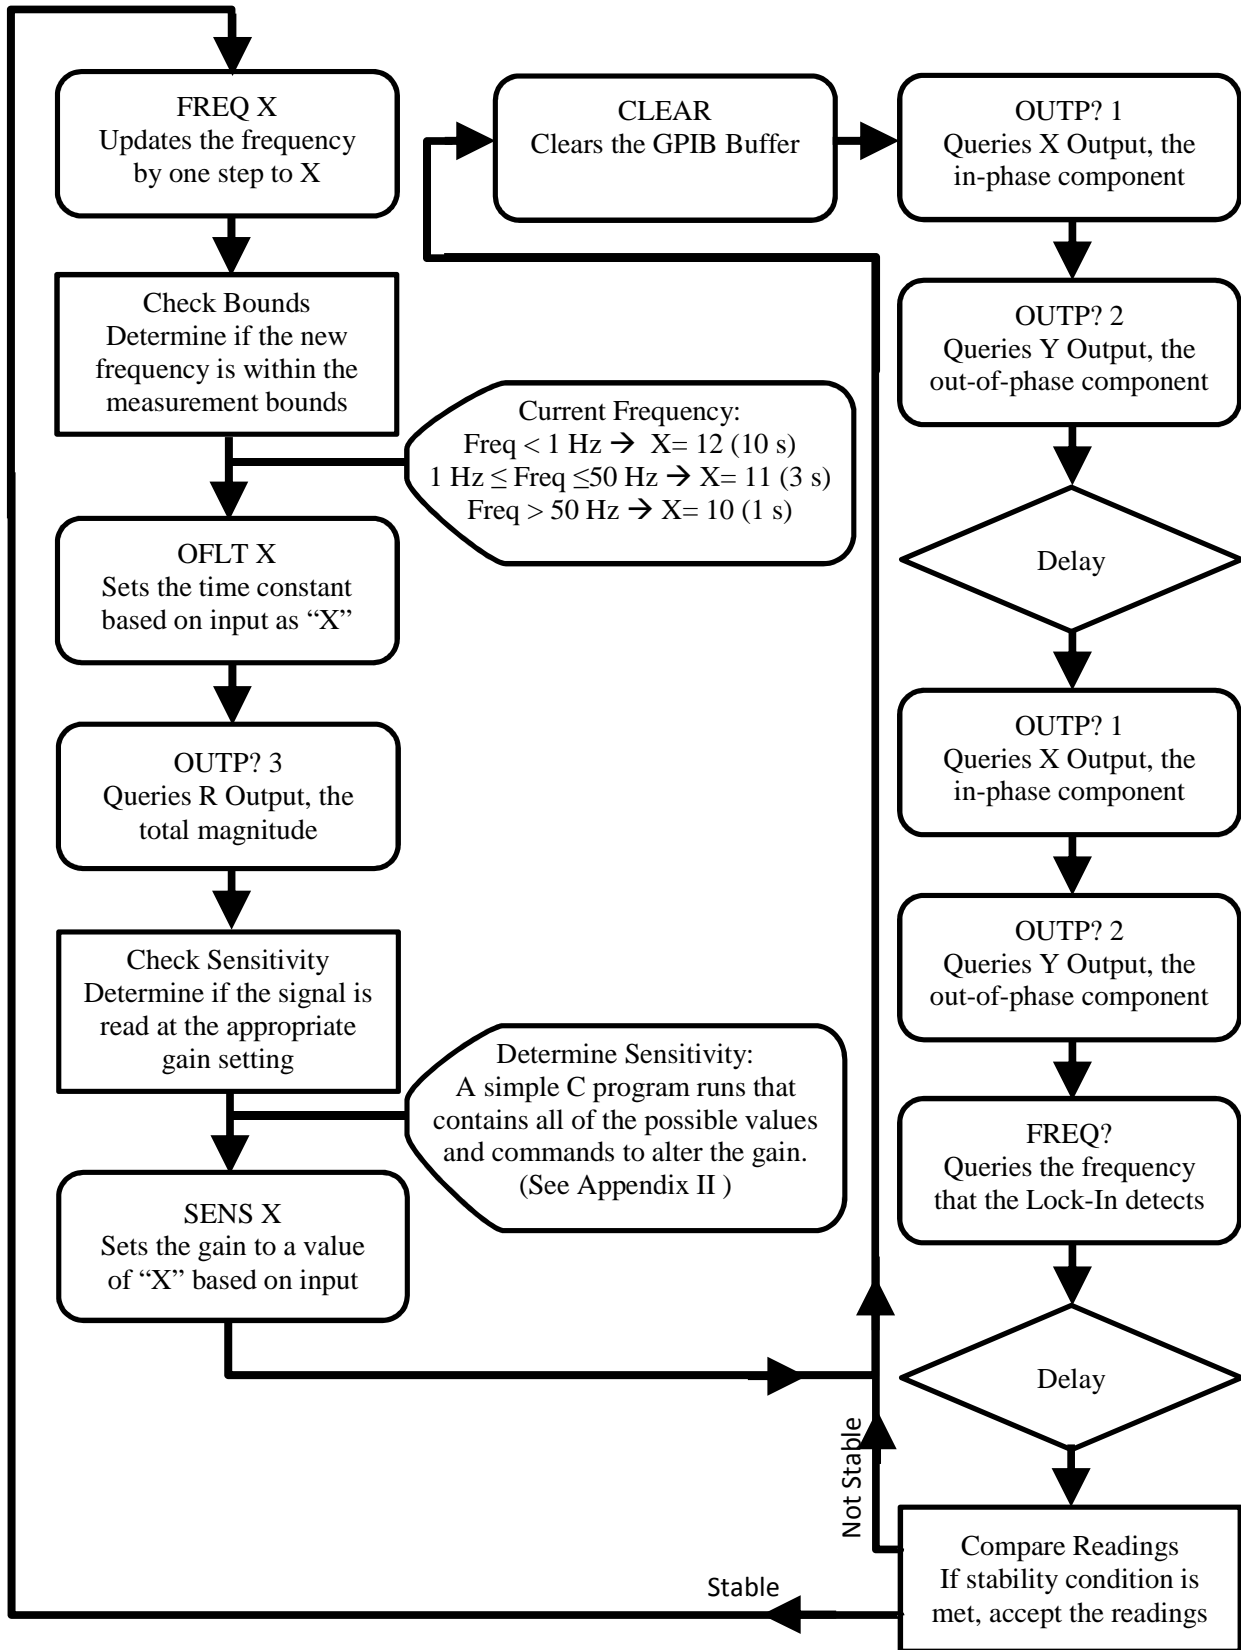 FREQ X
Updates the frequency
by one step to X
Check Bounds
Determine if the new
frequency is within the
measurement bounds
Current Frequency:
Freq < 1 Hz → X= 12 (10 s)
1 Hz ≤ Freq ≤50 Hz → X= 11 (3 s)
Freq > 50 Hz → X= 10 (1 s)
OFLT X
Sets the time constant
based on input as “X”
OUTP? 3
Queries R Output, the
total magnitude
Check Sensitivity
Determine if the signal is
read at the appropriate
gain setting
Determine Sensitivity:
A simple C program runs that
contains all of the possible values
and commands to alter the gain.
(See Appendix II )
SENS X
Sets the gain to a value
of “X” based on input
CLEAR
Clears the GPIB Buffer
OUTP? 1
Queries X Output, the
in-phase component
OUTP? 2
Queries Y Output, the
out-of-phase component
Delay
OUTP? 1
Queries X Output, the
in-phase component
OUTP? 2
Queries Y Output, the
out-of-phase component
FREQ?
Queries the frequency
that the Lock-In detects
Delay
Compare Readings
If stability condition is
met, accept the readings
Not Stable
Stable